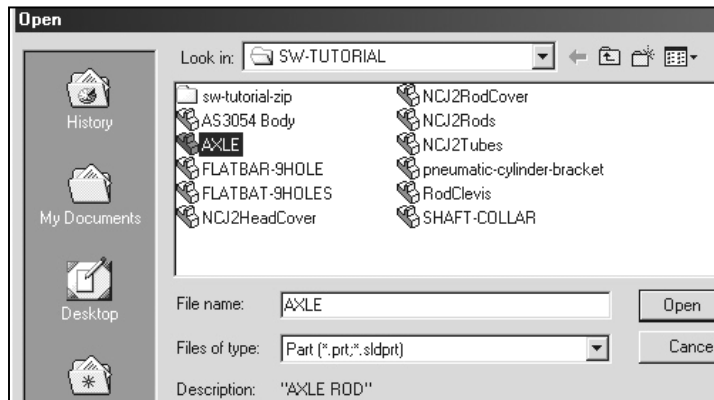 Open
Look in: SW-TUTORIAL
History
My Documents
Desktop
sw-tutorial-zip
AS3054 Body
AXLE
FLATBAR-9HOLE
FLATBAT-9HOLES
NCJ2HeadCover
NCJ2RodCover
NCJ2Rods
NCJ2Tubes
pneumatic-cylinder-bracket
RodClevis
SHAFT-COLLAR
File name: AXLE
Open
Files of type: Part (*.prt;*.sldprt)
Cance
Description: "AXLE ROD"